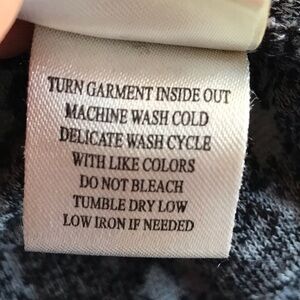 TURN GARMENT INSIDE OUT
MACHINE WASH COLD
DELICATE WASH CYCLE
WITH LIKE COLORS
DO NOT BLEACH
TUMBLE DRY LOW
LOW IRON IF NEEDED